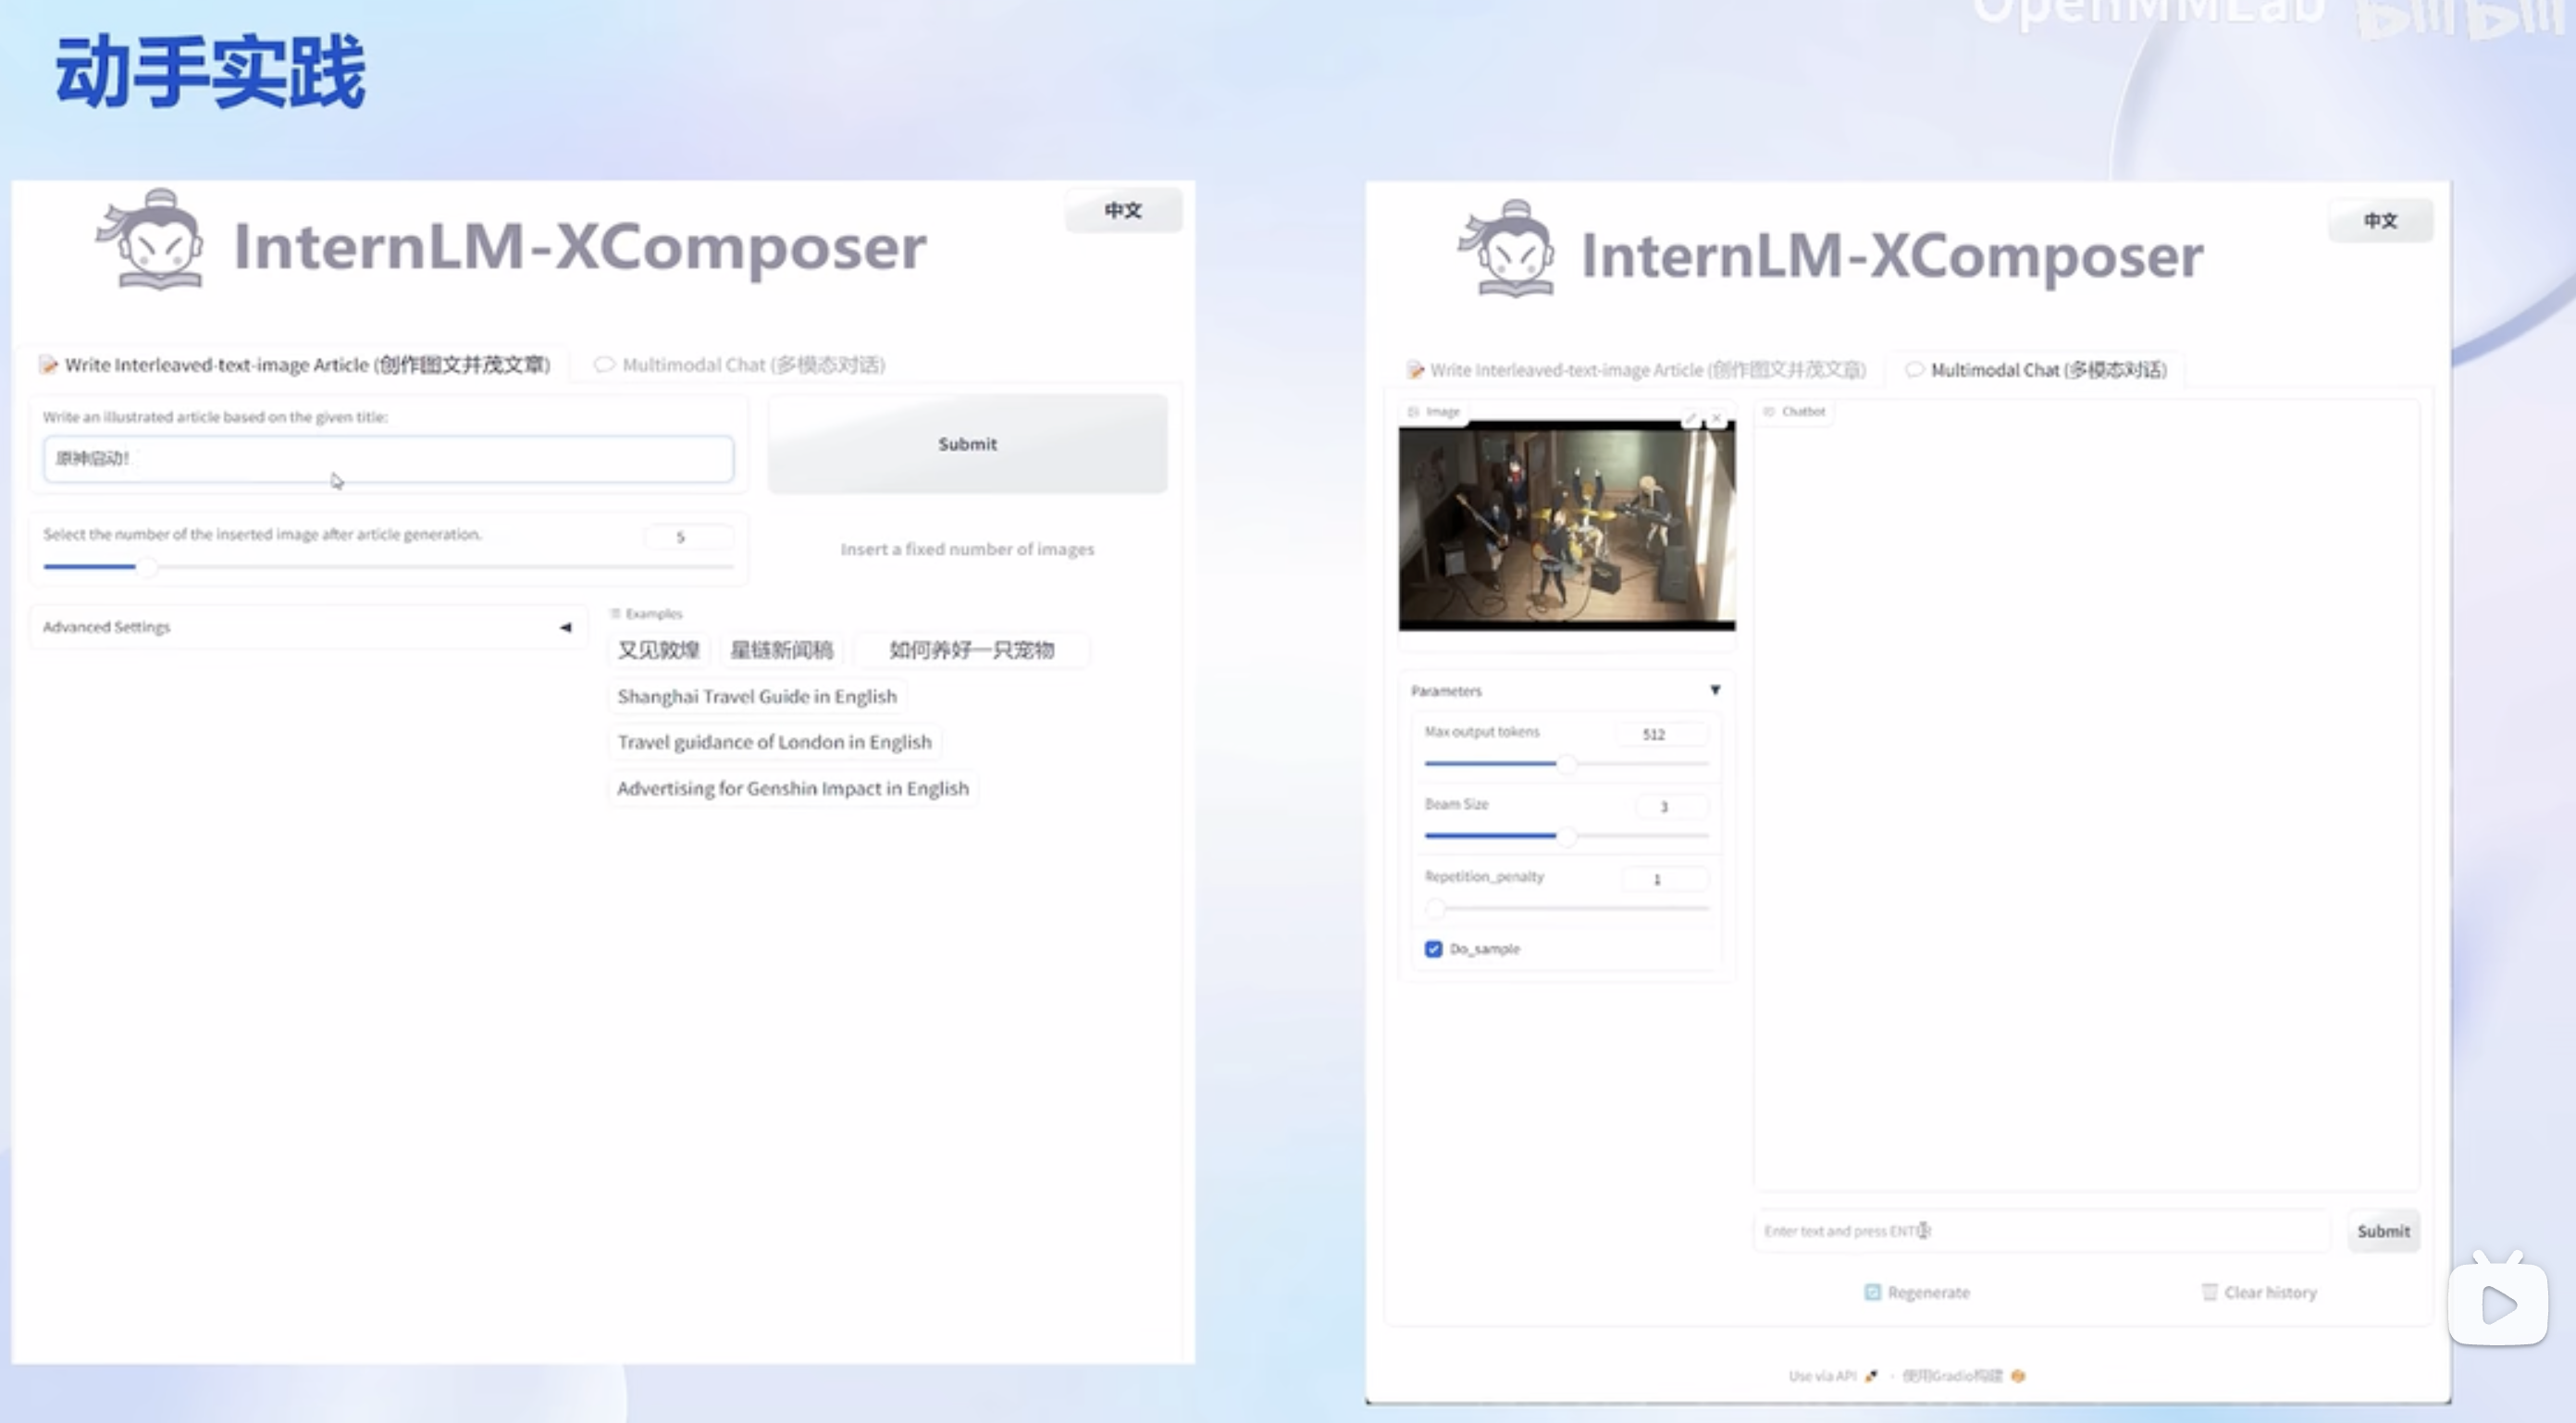 OpenMMLab bilibili
动手实践
中文
InternLM-XComposer
Write Interleaved-text-image Article (创作图文并茂文章)
Multimodal Chat (多模态对话)
Write an illustrated article based on the given title:
原神启动!
Submit
Select the number of the inserted image after article generation.
5
Insert a fixed number of images
Advanced Settings
Examples
又见敦煌 星链新闻稿 如何养好一只宠物
Shanghai Travel Guide in English
Travel guidance of London in English
Advertising for Genshin Impact in English
中文
InternLM-XComposer
Write Interleaved-text-image Article (创作图文并茂文章)
Multimodal Chat (多模态对话)
Image
Chatbot
Parameters
Max output tokens
512
Beam Size
3
Repetition_penalty
1
Do_sample
Enter text and press ENTER
Submit
Regenerate
Clear history
Use via API · 使用Gradio构建